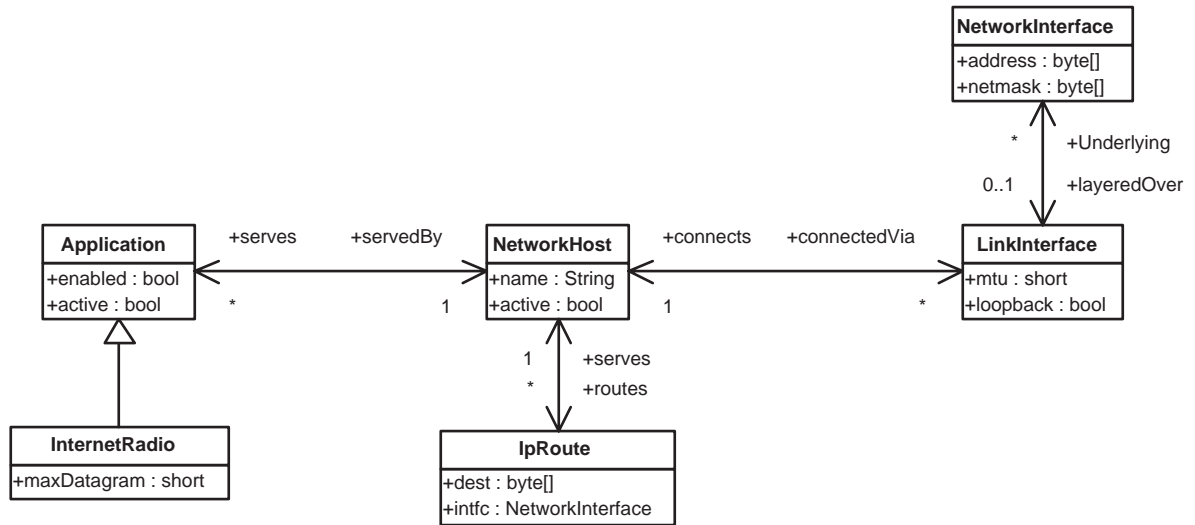 NetworkInterface
+address : byte[]
+netmask : byte[]
* +Underlying
0..1 +layeredOver
Application
+enabled : bool
+active : bool
+serves +servedBy
* 1
NetworkHost
+name : String
+active : bool
+connects +connectedVia
1 *
LinkInterface
+mtu : short
+loopback : bool
1 +serves
* +routes
InternetRadio
+maxDatagram : short
IpRoute
+dest : byte[]
+intfc : NetworkInterface